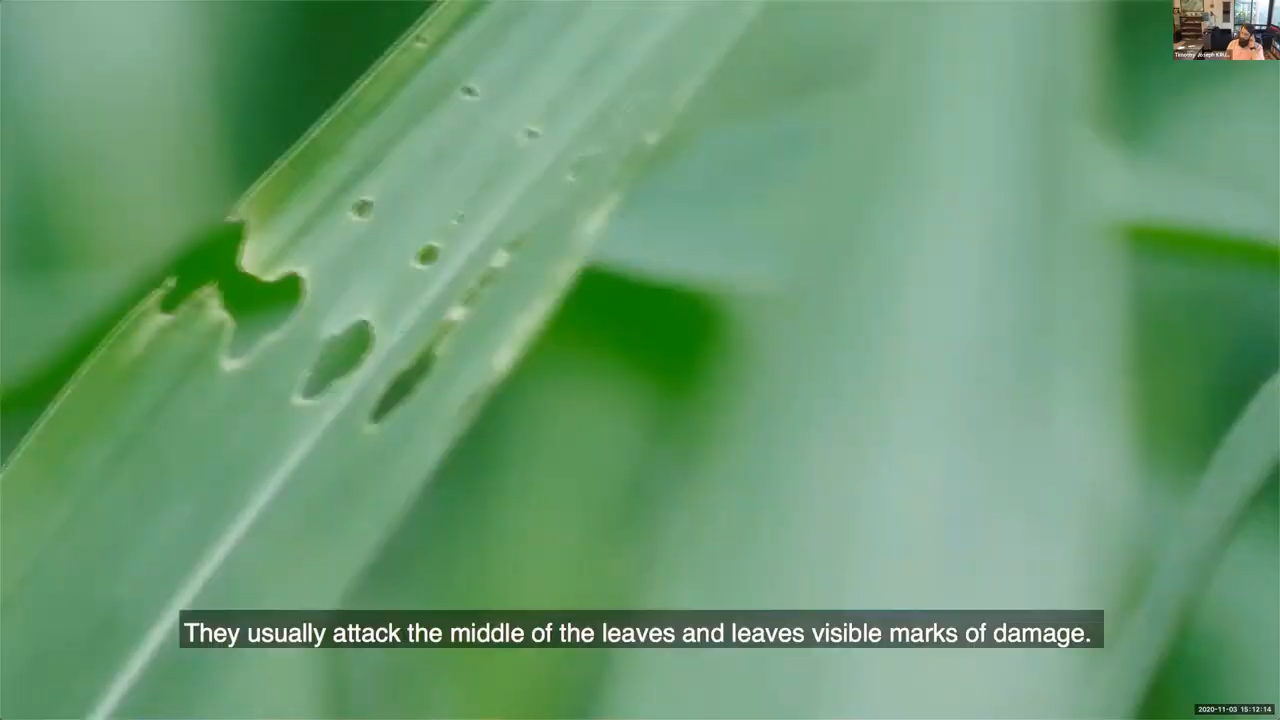 They usually attack the middle of the leaves and leaves visible marks of damage.
2020-11-03 15:12:14